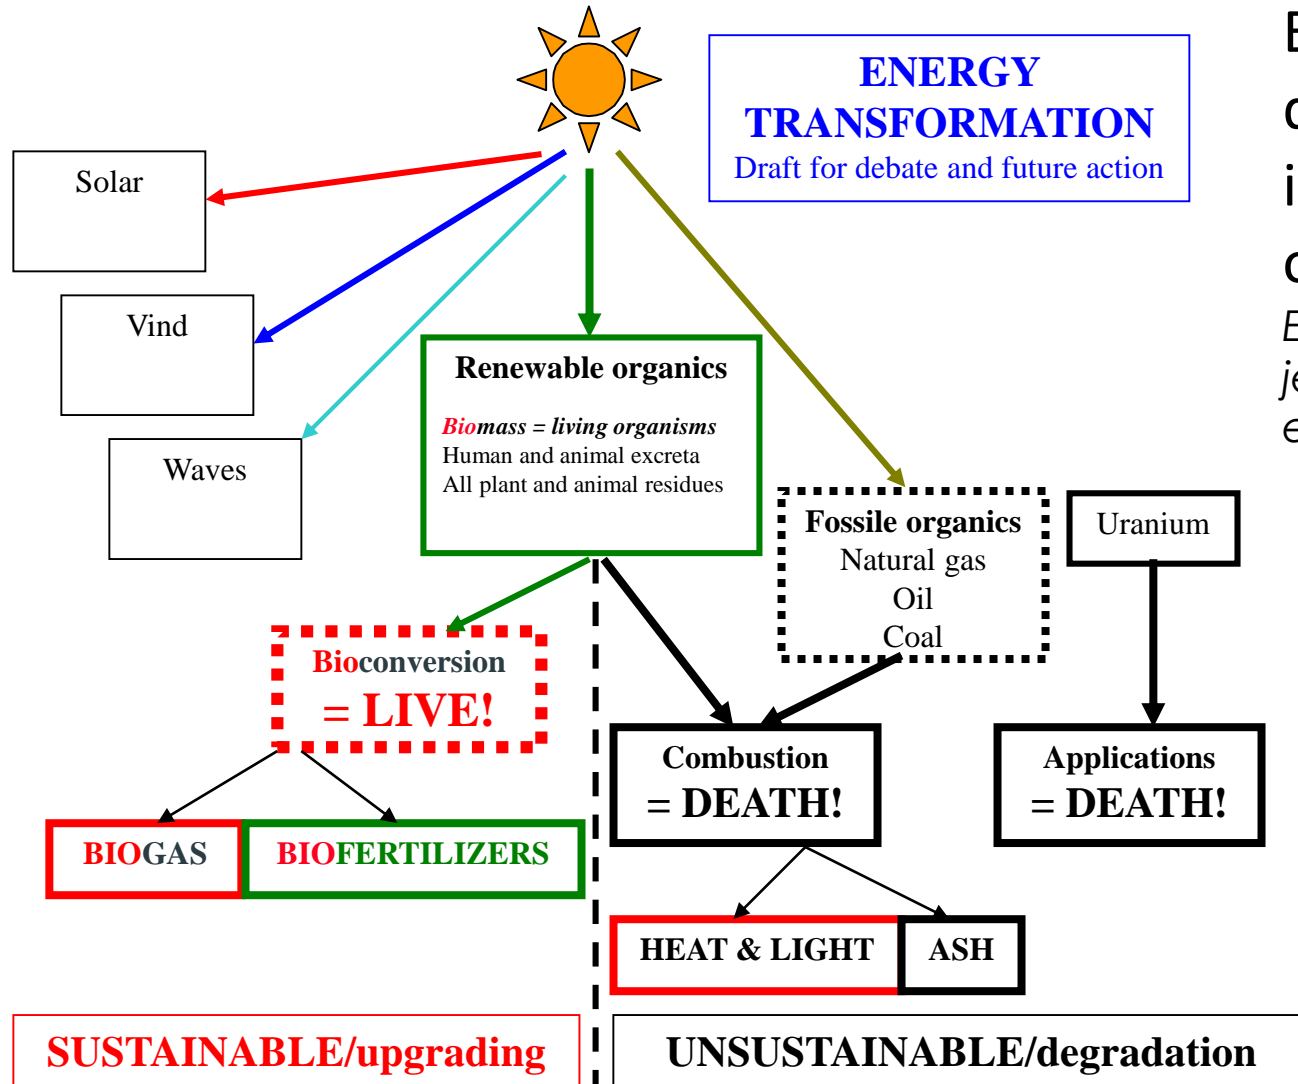 ENERGY
TRANSFORMATION
Draft for debate and future action
Solar
Vind
Waves
Renewable organics
Biomass = living organisms
Human and animal excreta
All plant and animal residues
Fossile organics
Natural gas
Oil
Coal
Uranium
Bioconversion
= LIVE!
Combustion
= DEATH!
Applications
= DEATH!
BIOGAS
BIOFERTILIZERS
HEAT & LIGHT
ASH
SUSTAINABLE/upgrading
UNSUSTAINABLE/degradation